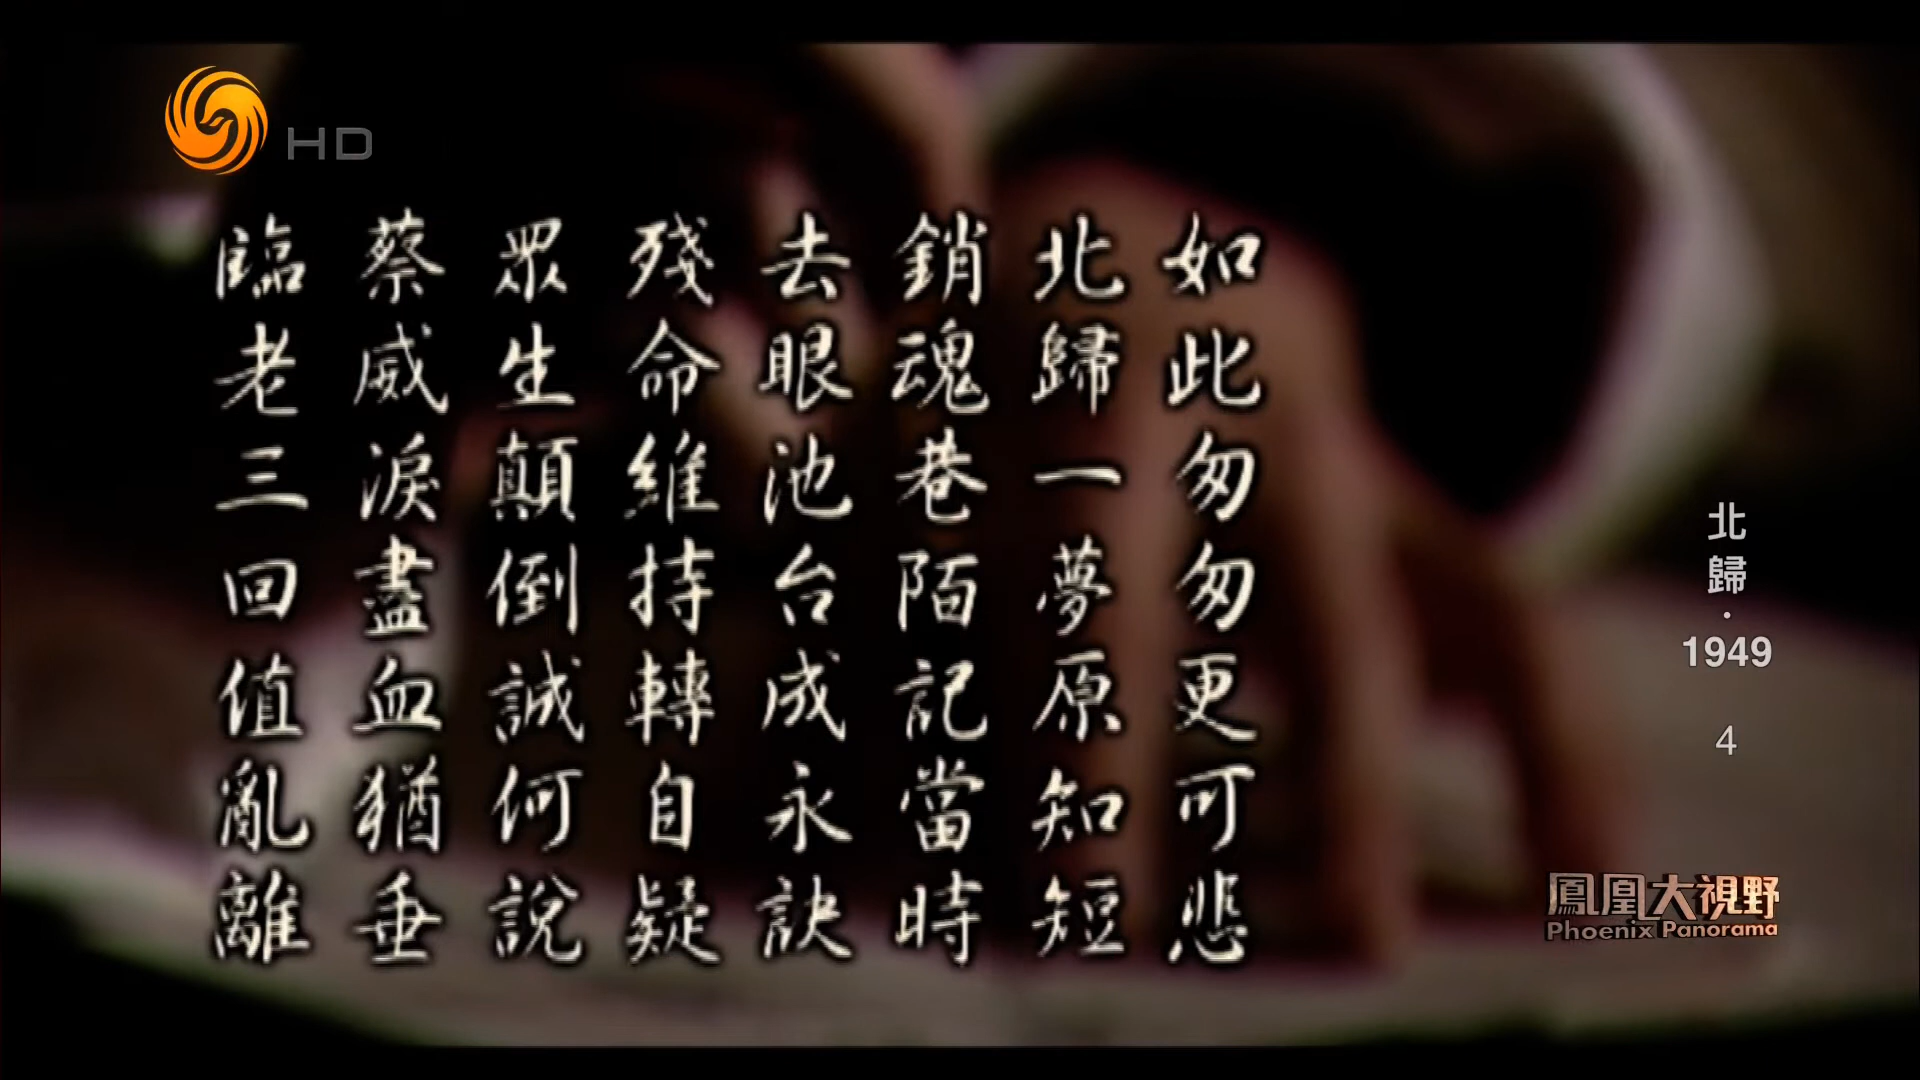 HD
臨老三回值亂離
蔡威淚盡血猶垂
眾生顛倒誠何說
殘命維持轉自疑
去眼池台成永訣
銷魂巷陌記當時
北歸一夢原知短
如此匆匆更可悲
北歸·1949 4
鳳凰大視野
Phoenix Panorama